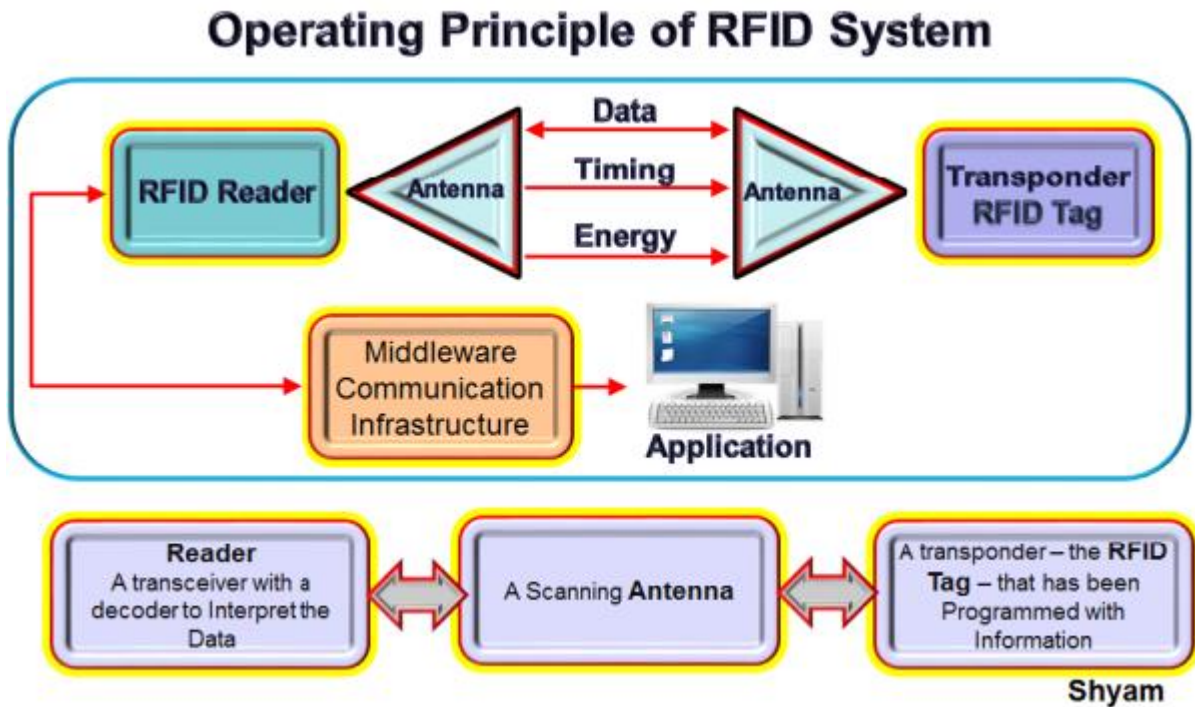 Operating Principle of RFID System
RFID Reader
Antenna
Data
Timing
Energy
Antenna
Transponder
RFID Tag
Middleware
Communication
Infrastructure
Application
Reader
A transceiver with a
decoder to Interpret the
Data
A Scanning Antenna
A transponder – the RFID
Tag – that has been
Programmed with
Information
Shyam